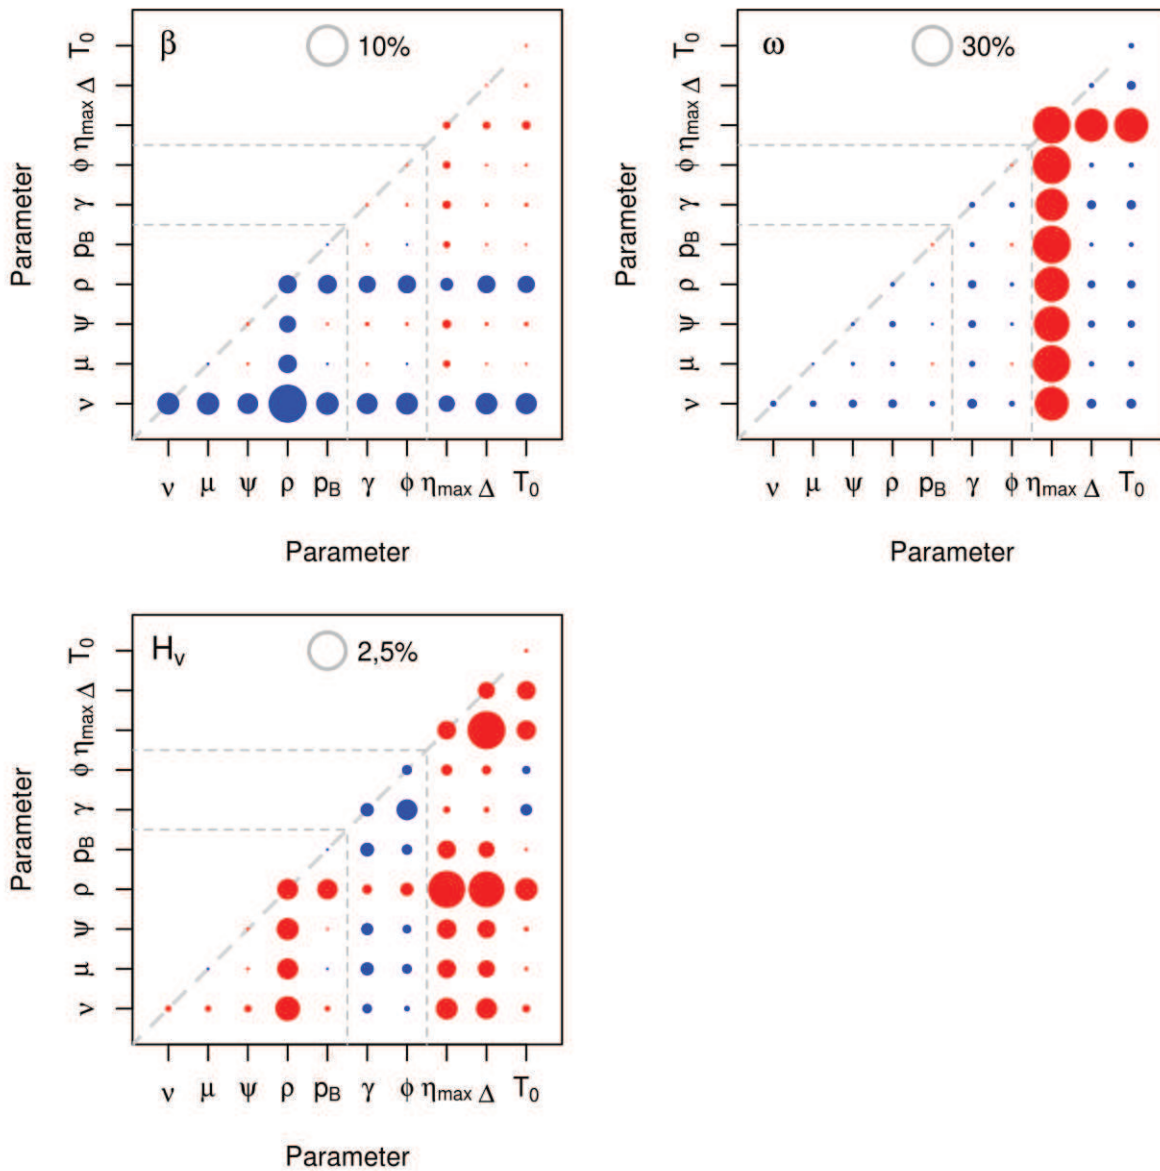 β
10%
Parameter
T₀
Δ
ηmax
ϕ
γ
pB
ρ
ψ
μ
ν
ν μ ψ ρ pB γ ϕ ηmax Δ T₀
Parameter
ω
30%
Parameter
T₀
Δ
ηmax
ϕ
γ
pB
ρ
ψ
μ
ν
ν μ ψ ρ pB γ ϕ ηmax Δ T₀
Parameter
Hv
2,5%
Parameter
T₀
Δ
ηmax
ϕ
γ
pB
ρ
ψ
μ
ν
ν μ ψ ρ pB γ ϕ ηmax Δ T₀
Parameter